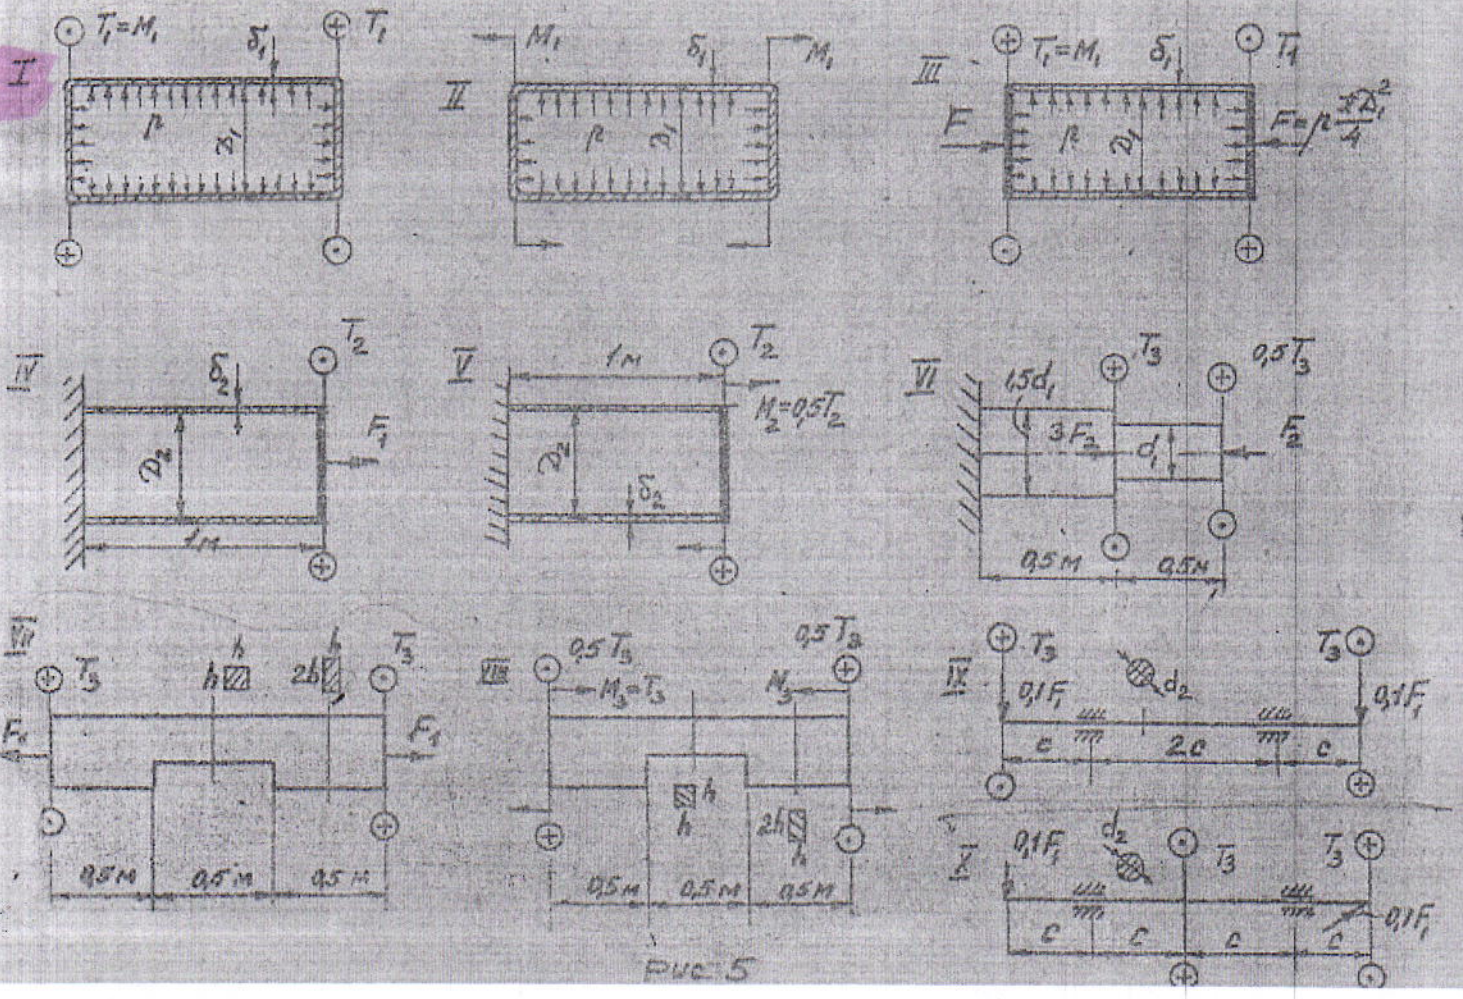 I
T₁=M₁
T₁
δ₁
p
D₁
II
M₁
M₁
δ₁
p
D₁
III
T₁=M₁
T₁
δ₁
F
p
D₁
F=p πD₁²/4
IV
T₂
δ₂
D₂
F₁
1м
V
1м
T₂
M₂=0,5T₂
D₂
δ₂
VI
T₃
0,5T₃
1,5d₁
3F₂
d₁
F₂
0,5м
0,5м
VII
T₃
h
h
2h
h
T₃
F₁
F₁
0,5м
0,5м
0,5м
VIII
0,5T₃
0,5T₃
M₃=T₃
M₃
h
h
2h
h
0,5м
0,5м
0,5м
IX
T₃
T₃
0,1F₁
d₂
0,1F₁
c
2c
c
X
0,1F₁
d₂
T₃
T₃
0,1F₁
c
c
c
c
Рис 5